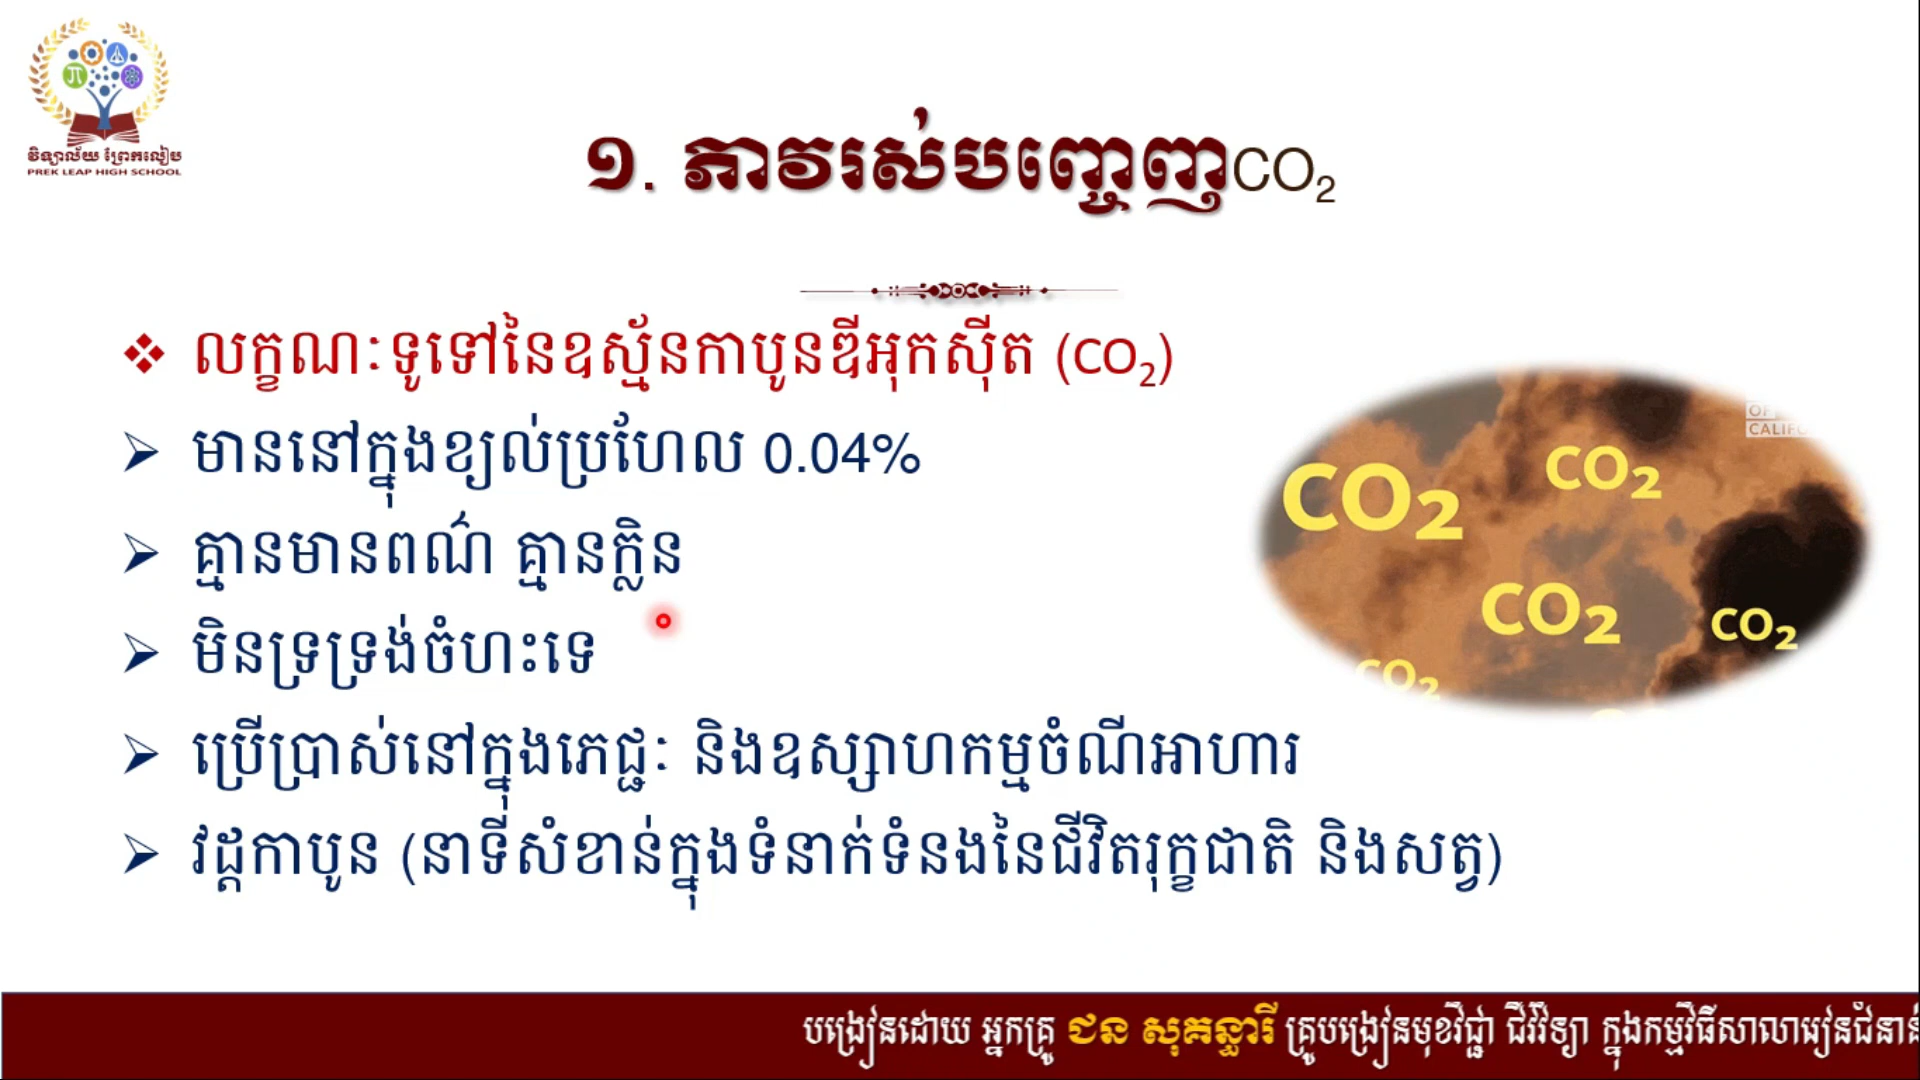 វិទ្យាល័យ ព្រែកលៀប
PREK LEAP HIGH SCHOOL
១. ភាវរស់បញ្ចេញCO₂
លក្ខណៈទូទៅនៃឧស្ម័នកាបូនឌីអុកស៊ីត (CO₂)
មាននៅក្នុងខ្យល់ប្រហែល 0.04%
គ្មានមានពណ៌ គ្មានក្លិន
មិនទ្រទ្រង់ចំហះទេ
ប្រើប្រាស់នៅក្នុងភេជ្ជៈ និងឧស្សាហកម្មចំណីអាហារ
វដ្តកាបូន (នាទីសំខាន់ក្នុងទំនាក់ទំនងនៃជីវិតរុក្ខជាតិ និងសត្វ)
CO₂
CO₂
CO₂
CO₂
CO₂
បង្រៀនដោយ អ្នកគ្រូ ជន សុគន្ធារី គ្រូបង្រៀនមុខវិជ្ជា ជីវវិទ្យា ក្នុងកម្មវិធីសាលារៀនជំនាន់